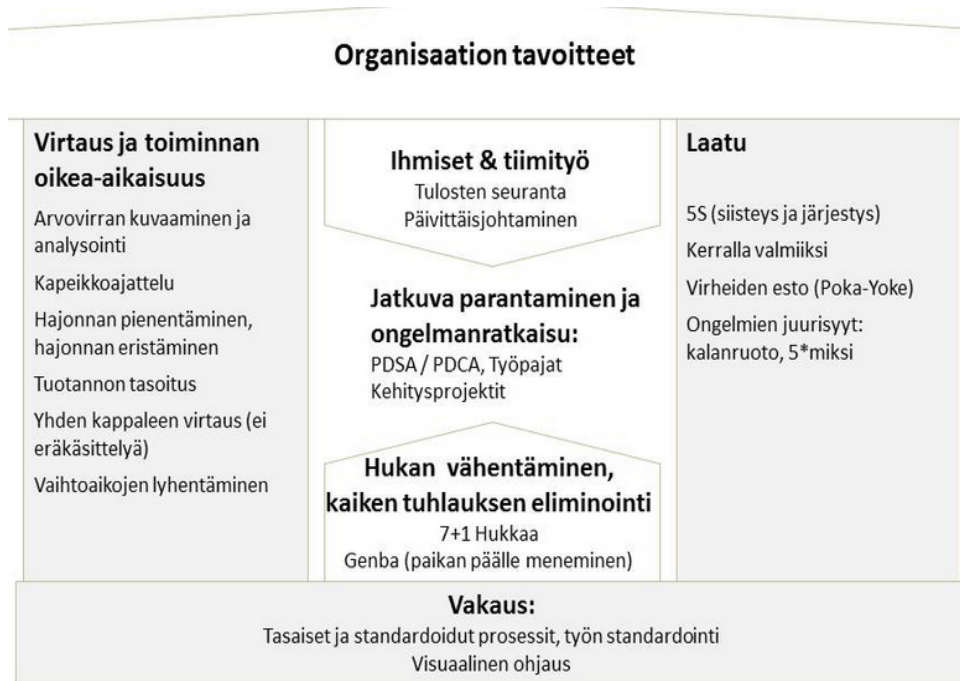 Organisaation tavoitteet
Virtaus ja toiminnan
oikea-aikaisuus
Arvovirran kuvaaminen ja
analysointi
Kapeikkoajattelu
Hajonnan pienentäminen,
hajonnan eristäminen
Tuotannon tasoitus
Yhden kappaleen virtaus (ei
eräkäsittelyä)
Vaihtoaikojen lyhentäminen
Ihmiset & tiimityö
Tulosten seuranta
Päivittäisjohtaminen
Jatkuva parantaminen ja
ongelmanratkaisu:
PDSA / PDCA, Työpajat
Kehitysprojektit
Hukan vähentäminen,
kaiken tuhlauksen eliminointi
7+1 Hukkaa
Genba (paikan päälle meneminen)
Laatu
5S (siisteys ja järjestys)
Kerralla valmiiksi
Virheiden esto (Poka-Yoke)
Ongelmien juurisyyt:
kalanruoto, 5*miksi
Vakaus:
Tasaiset ja standardoidut prosessit, työn standardointi
Visuaalinen ohjaus